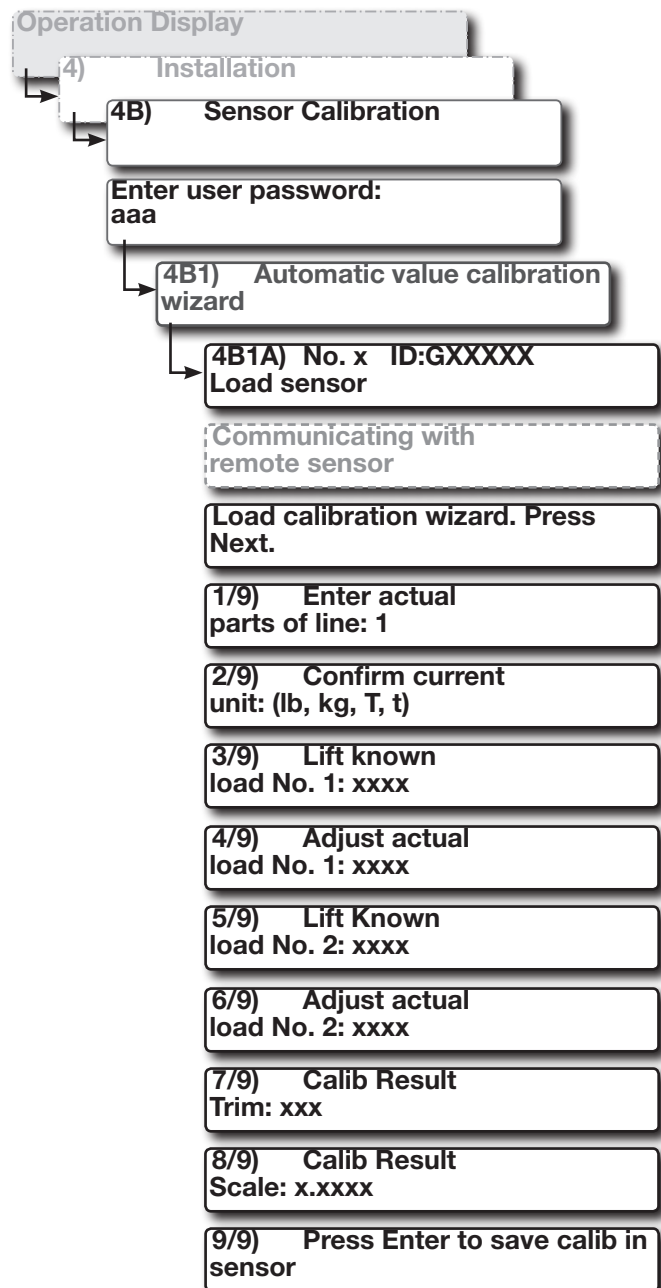 Operation Display
4) Installation
4B) Sensor Calibration
Enter user password:
aaa
4B1) Automatic value calibration
wizard
4B1A) No. x ID:GXXXXX
Load sensor
Communicating with
remote sensor
Load calibration wizard. Press
Next.
1/9) Enter actual
parts of line: 1
2/9) Confirm current
unit: (lb, kg, T, t)
3/9) Lift known
load No. 1: xxxx
4/9) Adjust actual
load No. 1: xxxx
5/9) Lift Known
load No. 2: xxxx
6/9) Adjust actual
load No. 2: xxxx
7/9) Calib Result
Trim: xxx
8/9) Calib Result
Scale: x.xxxx
9/9) Press Enter to save calib in
sensor